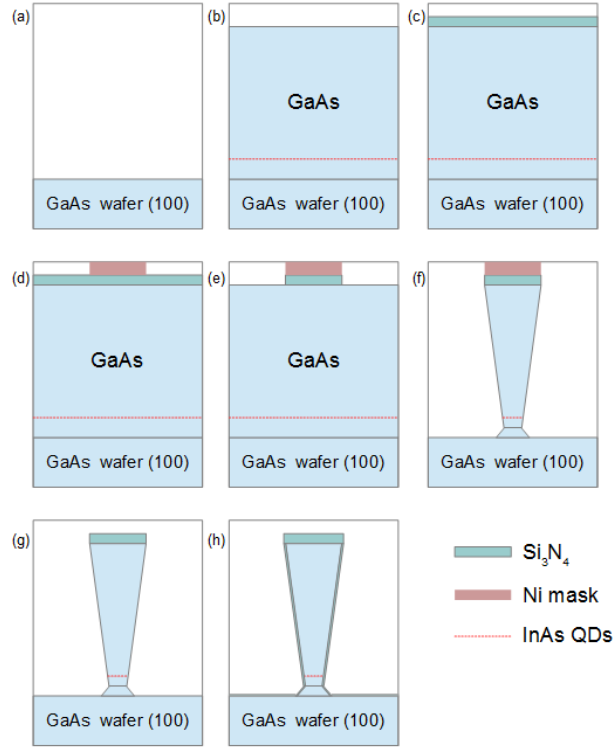 (a)
GaAs wafer (100)
(b)
GaAs
GaAs wafer (100)
(c)
GaAs
GaAs wafer (100)
(d)
GaAs
GaAs wafer (100)
(e)
GaAs
GaAs wafer (100)
(f)
GaAs wafer (100)
(g)
GaAs wafer (100)
(h)
GaAs wafer (100)
Si₃N₄
Ni mask
InAs QDs